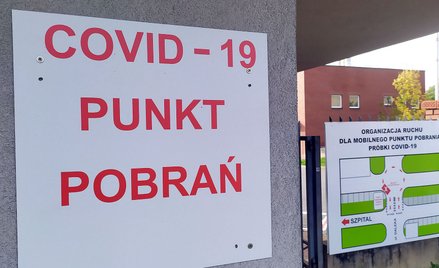 COVID – 19
PUNKT
POBRAŃ
ORGANIZACJA RUCHU
DLA MOBILNEGO PUNKTU POBRANIA
PRÓBKI COVID-19
SZPITAL